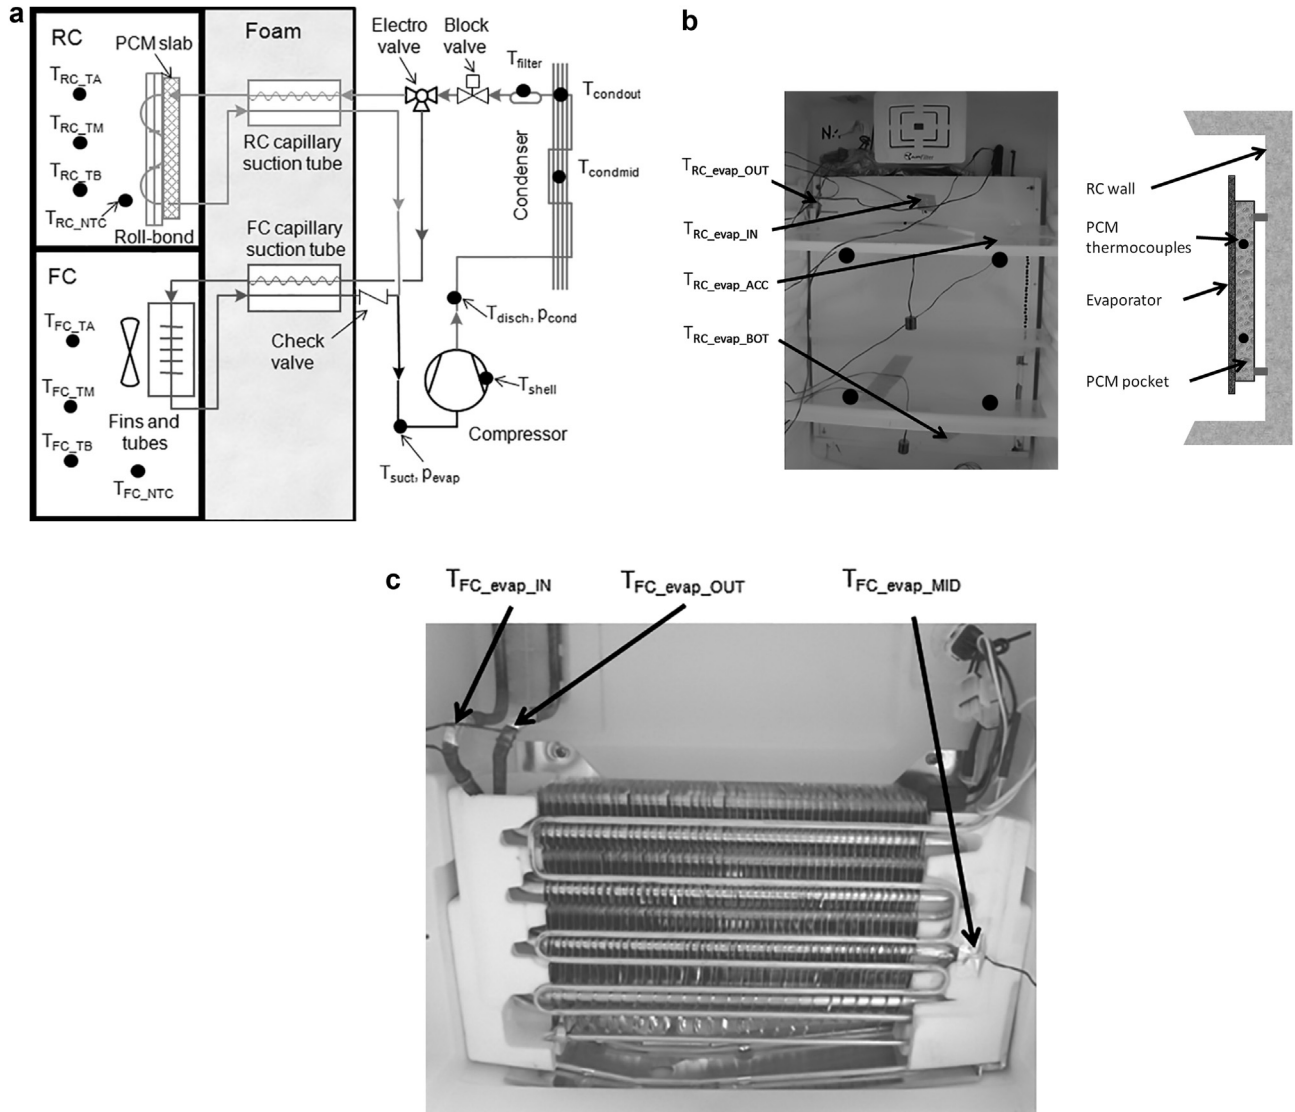 a
RC
PCM slab
Foam
Electro
valve
Block
valve
T_filter
T_condout
T_RC_TA
T_RC_TM
T_RC_TB
T_RC_NTC
Roll-bond
RC capillary
suction tube
Condenser
T_condmid
FC capillary
suction tube
FC
T_FC_TA
T_FC_TM
T_FC_TB
T_FC_NTC
Fins and
tubes
Check
valve
T_disch, p_cond
T_shell
Compressor
T_suct, p_evap
b
T_RC_evap_OUT
T_RC_evap_IN
T_RC_evap_ACC
T_RC_evap_BOT
RC wall
PCM
thermocouples
Evaporator
PCM pocket
c
T_FC_evap_IN
T_FC_evap_OUT
T_FC_evap_MID